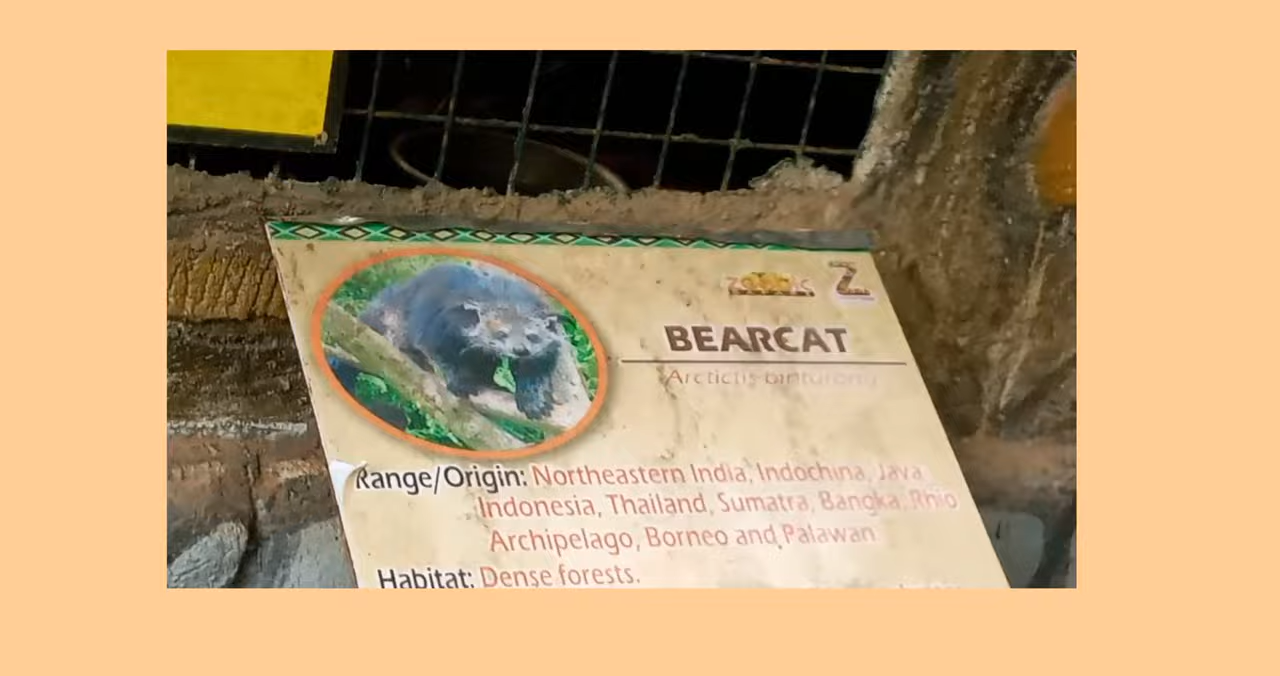 Z
BEARCAT
Arctictis binturong
Range/Origin: Northeastern India, Indochina, Java,
Indonesia, Thailand, Sumatra, Bangka, Rhio
Archipelago, Borneo and Palawan.
Habitat: Dense forests.